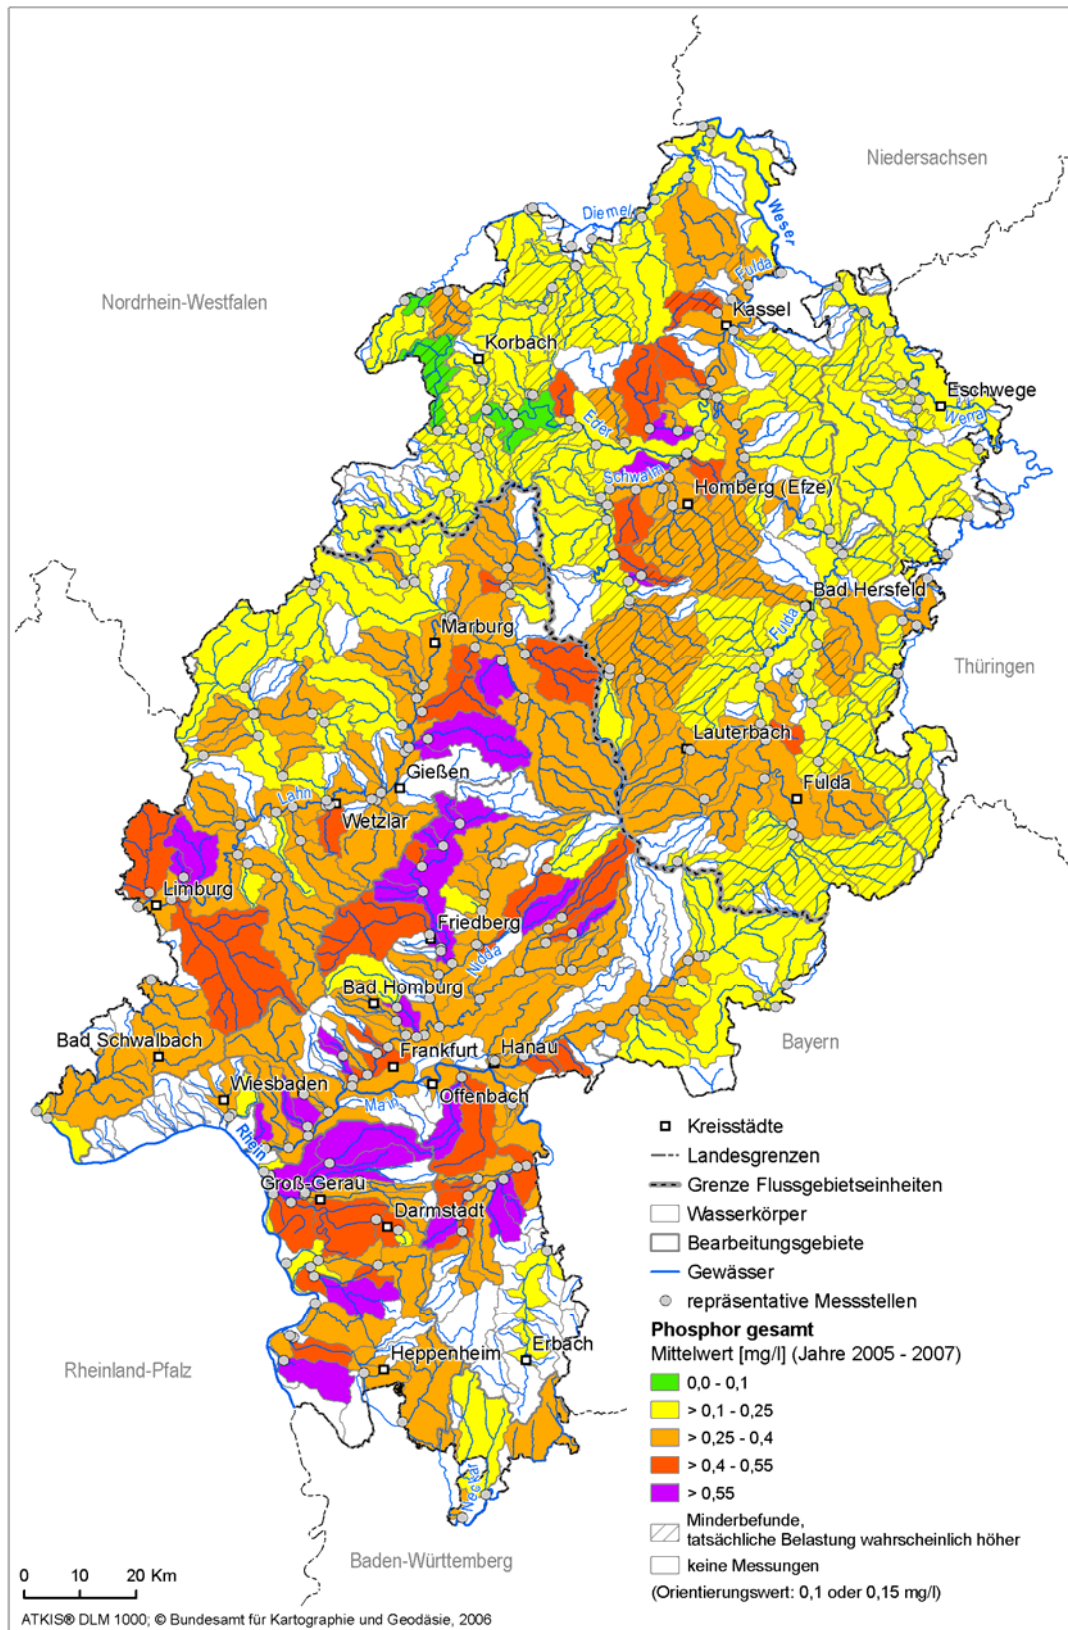 Niedersachsen
Diemel
Weser
Fulda
Nordrhein-Westfalen
Kassel
Korbach
Eschwege
Werra
Eder
Schwalm
Homberg (Efze)
Bad Hersfeld
Fulda
Marburg
Thüringen
Lauterbach
Gießen
Fulda
Lahn
Wetzlar
Limburg
Friedberg
Nidda
Bad Homburg
Bayern
Bad Schwalbach
Frankfurt
Hanau
Wiesbaden
Offenbach
Main
Rhein
Groß-Gerau
Darmstadt
Erbach
Heppenheim
Rheinland-Pfalz
Neckar
Baden-Württemberg
Kreisstädte
Landesgrenzen
Grenze Flussgebietseinheiten
Wasserkörper
Bearbeitungsgebiete
Gewässer
repräsentative Messstellen
Phosphor gesamt
Mittelwert [mg/l] (Jahre 2005 - 2007)
0,0 - 0,1
> 0,1 - 0,25
> 0,25 - 0,4
> 0,4 - 0,55
> 0,55
Minderbefunde,
tatsächliche Belastung wahrscheinlich höher
keine Messungen
(Orientierungswert: 0,1 oder 0,15 mg/l)
0 10 20 Km
ATKIS® DLM 1000; © Bundesamt für Kartographie und Geodäsie, 2006